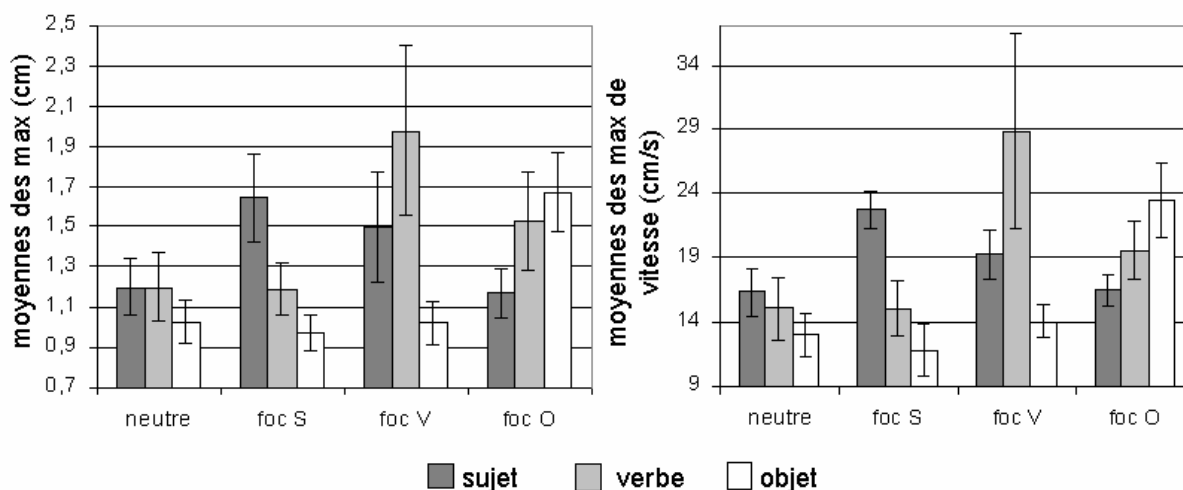 moyennes des max (cm)
2,5
2,3
2,1
1,9
1,7
1,5
1,3
1,1
0,9
0,7
neutre foc S foc V foc O
moyennes des max de
vitesse (cm/s)
34
29
24
19
14
9
neutre foc S foc V foc O
sujet verbe objet